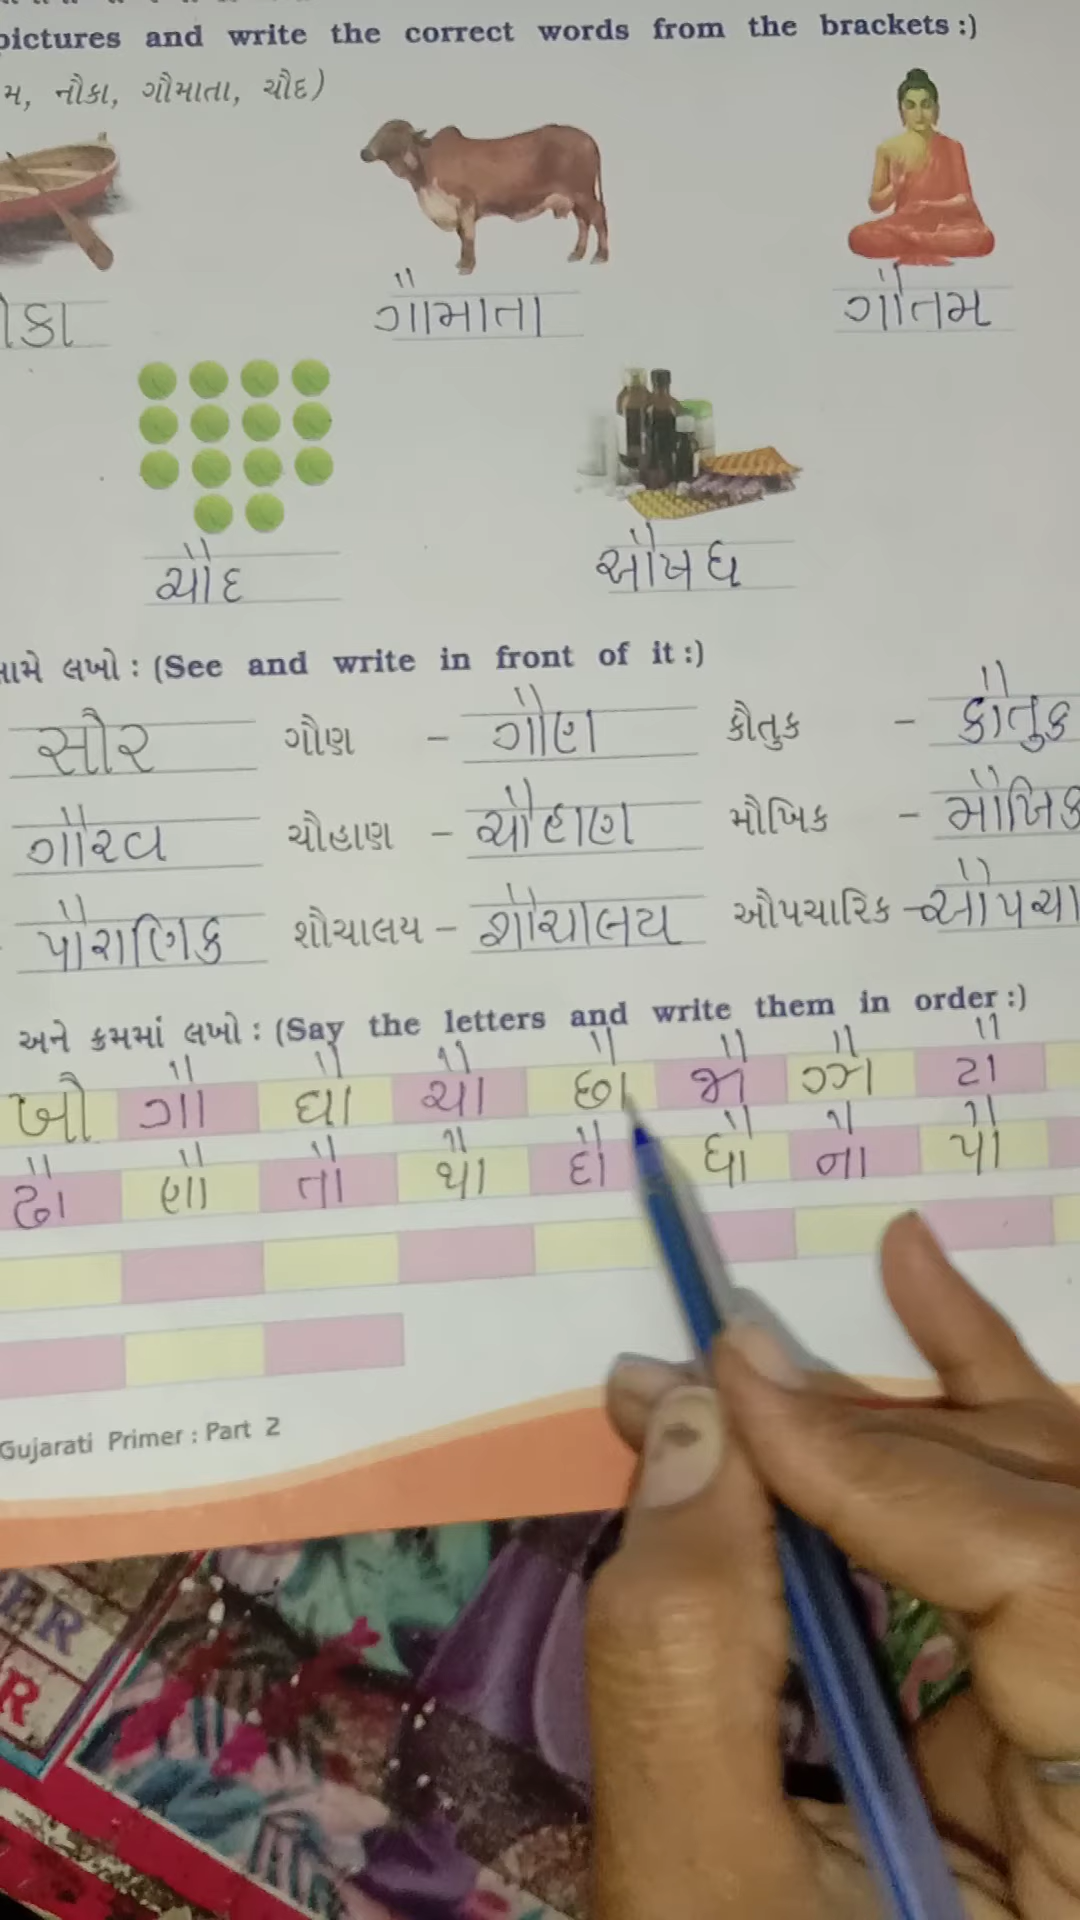 pictures and write the correct words from the brackets :)
મ, નૌકા, ગૌમાતા, ચૌદ)
ૌકા ગૌમાતા ગૌતમ
ચૌદ ઔષધ
સામે લખો : (See and write in front of it :)
સૌર ગૌણ - ગૌણ કૌતુક - કૌતુક
ગૌરવ ચૌહાણ - ચૌહાણ મૌખિક - મૌખિક
પૌરાણિક શૌચાલય - શૌચાલય ઔપચારિક - ઔપચા
અને ક્રમમાં લખો : (Say the letters and write them in order :)
ખૌ ગૌ ઘૌ ચૌ છૌ જૌ ઝૌ ટૌ
ઢૌ ણૌ તૌ થૌ દૌ ધૌ નૌ પૌ
Gujarati Primer : Part 2
ER
R